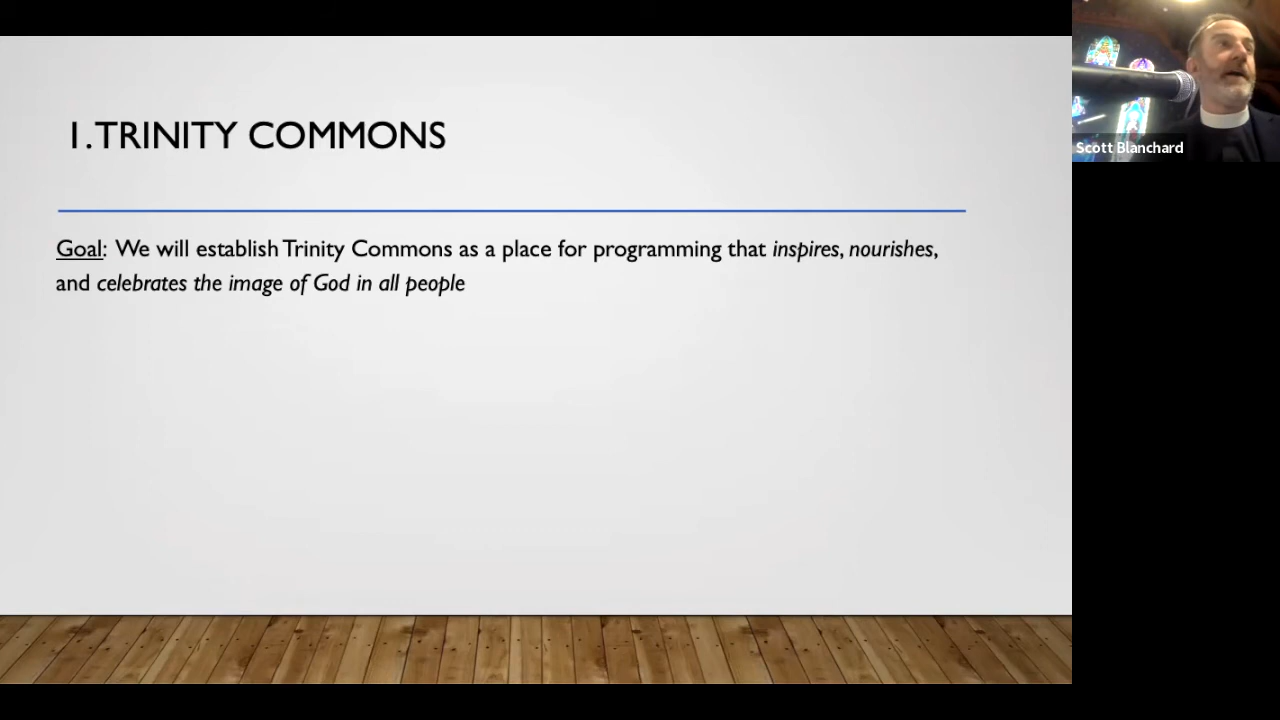 1. TRINITY COMMONS
Goal: We will establish Trinity Commons as a place for programming that inspires, nourishes,
and celebrates the image of God in all people
Scott Blanchard